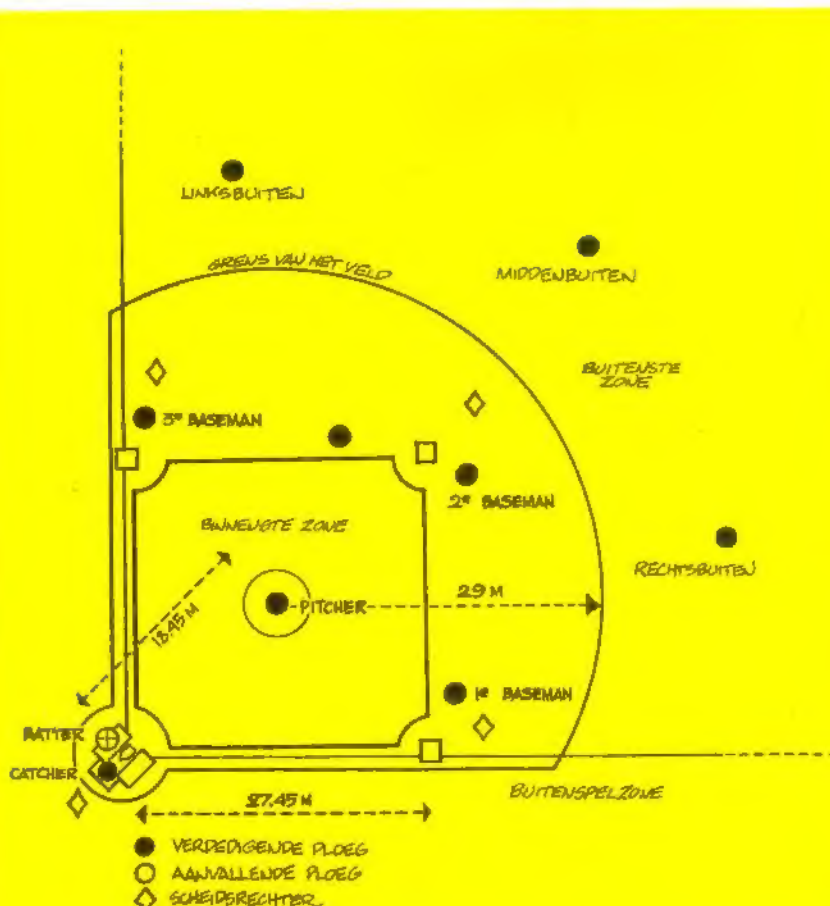 LINKSBUITEN
GRENS VAN HET VELD
MIDDENBUITEN
BUITENSTE
ZONE
3e BASEMAN
2e BASEMAN
BINNENSTE ZONE
RECHTSBUITEN
18.45 M
PITCHER
29 M
1e BASEMAN
BATTER
CATCHER
27.45 M
BUITENSPELZONE
VERDEDIGENDE PLOEG
AANVALLENDE PLOEG
SCHEIDSRECHTER